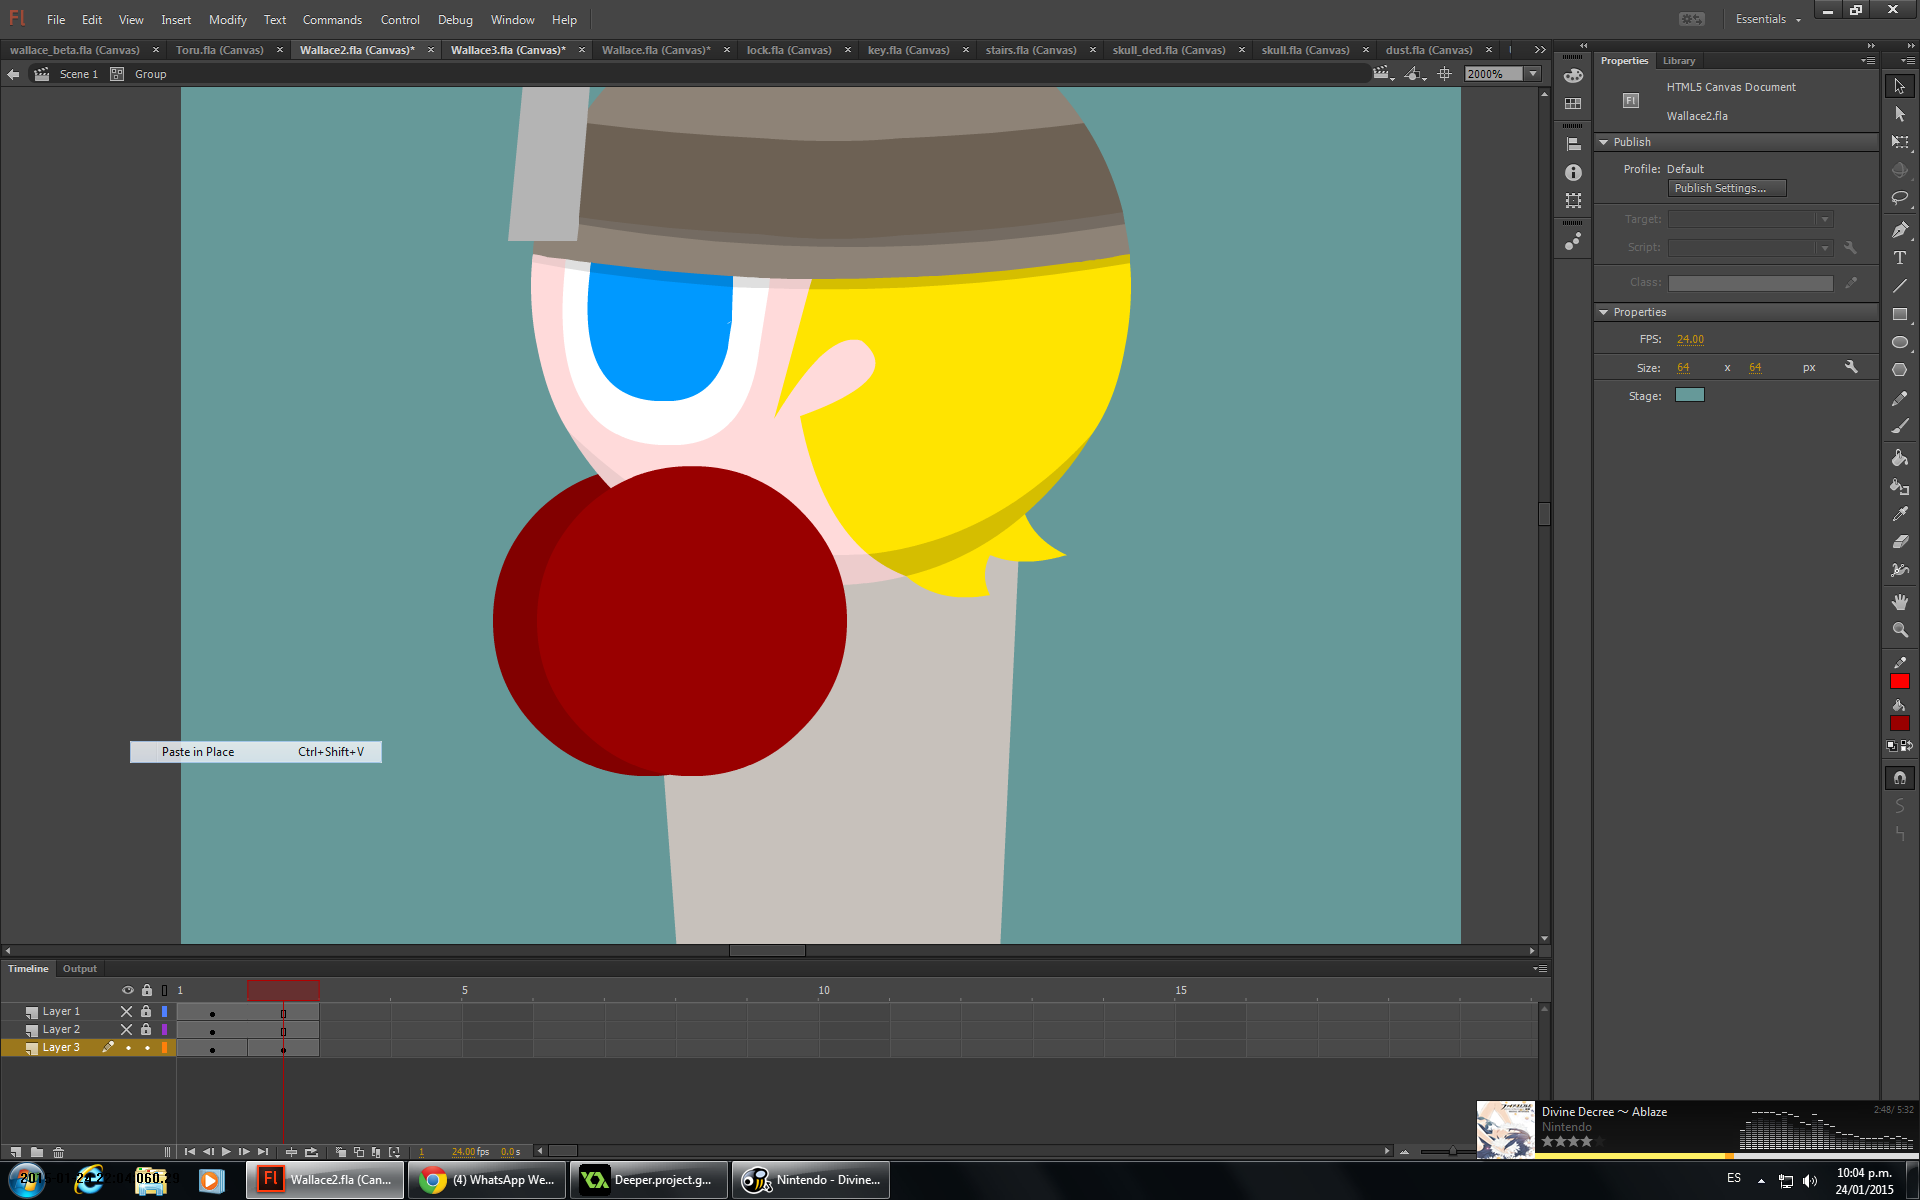 Fl File Edit View Insert Modify Text Commands Control Debug Window Help Essentials
wallace_beta.fla (Canvas) × Toru.fla (Canvas) × Wallace2.fla (Canvas)* × Wallace3.fla (Canvas)* × Wallace.fla (Canvas)* × lock.fla (Canvas) × key.fla (Canvas) × stairs.fla (Canvas) × skull_ded.fla (Canvas) × skull.fla (Canvas) × dust.fla (Canvas) ×
Scene 1 Group 2000%
Properties Library
HTML5 Canvas Document
Fl
Wallace2.fla
Publish
Profile: Default
Publish Settings...
Target:
Script:
Class:
Properties
FPS: 24.00
Size: 64 x 64 px
Stage:
Paste in Place Ctrl+Shift+V
Timeline Output
1 5 10 15
Layer 1
Layer 2
Layer 3
1 24.00 fps 0.0 s
Divine Decree ～ Ablaze 2:48/ 5:32
Nintendo
Fl Wallace2.fla (Can... (4) WhatsApp We... Deeper.project.g... Nintendo - Divine...
ES
10:04 p.m.
24/01/2015